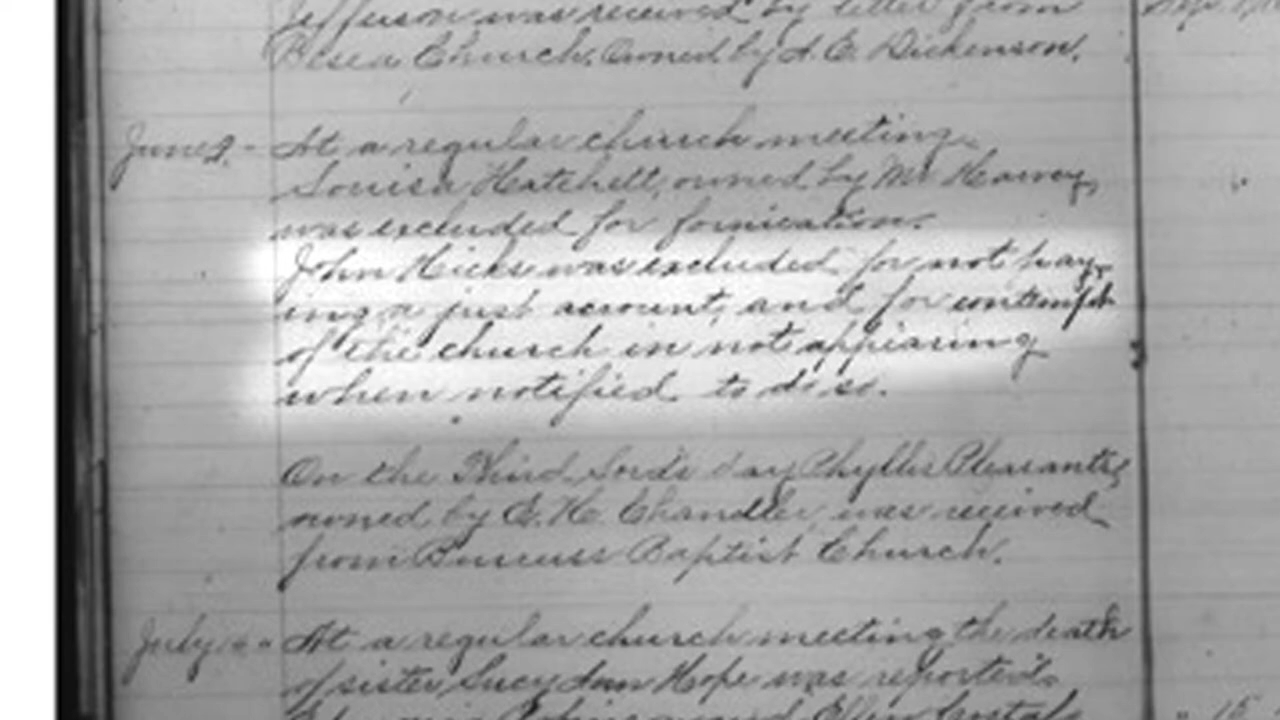 Jefferson was received by letter from
Church. Owned by A. E. Dickenson.
June 2. - At a regular church meeting
Louisa Hatchell, owned by Mr Harvey,
was excluded for fornication.
John Hicks was excluded for not pay-
ing a just account, and for contempt
of the church in not appearing
when notified to do so.
On the Third Lord's day Phyllis Pleasants,
owned by E. H. Chandler, was received
from Baptist Church.
July - At a regular church meeting the death
of sister Lucy Ann Hope was reported.
" 15